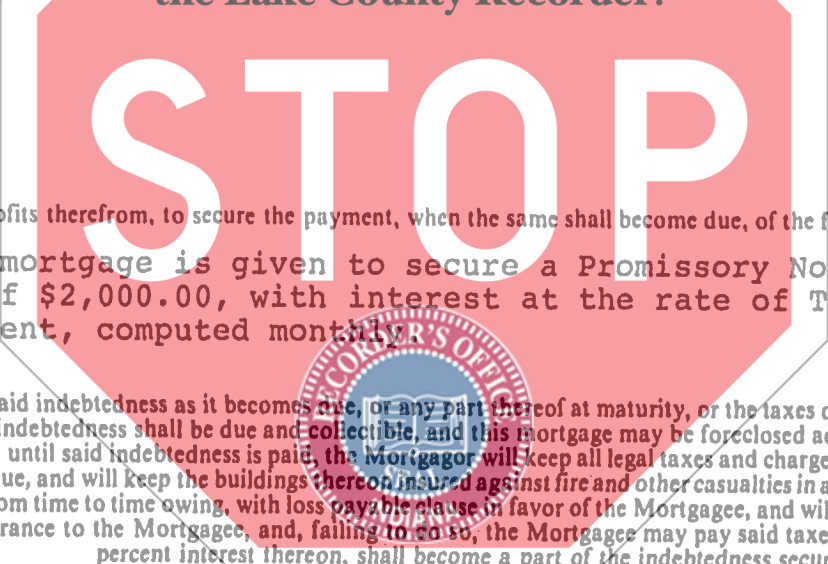 the Lake County Recorder!
STOP
ofits therefrom, to secure the payment, when the same shall become due, of the f
mortgage is given to secure a Promissory No
f $2,000.00, with interest at the rate of T
ent, computed monthly.
RECORDER'S OFFICE
aid indebtedness as it becomes due, or any part thereof at maturity, or the taxes o
indebtedness shall be due and collectible, and this mortgage may be foreclosed ac
until said indebtedness is paid, the Mortgagor will keep all legal taxes and charge
SEAL
ue, and will keep the buildings thereon insured against fire and other casualties in a
om time to time owing, with loss payable clause in favor of the Mortgagee, and wil
INDIANA
rance to the Mortgagee, and, failing to do so, the Mortgagee may pay said taxe
percent interest thereon, shall become a part of the indebtedness secu